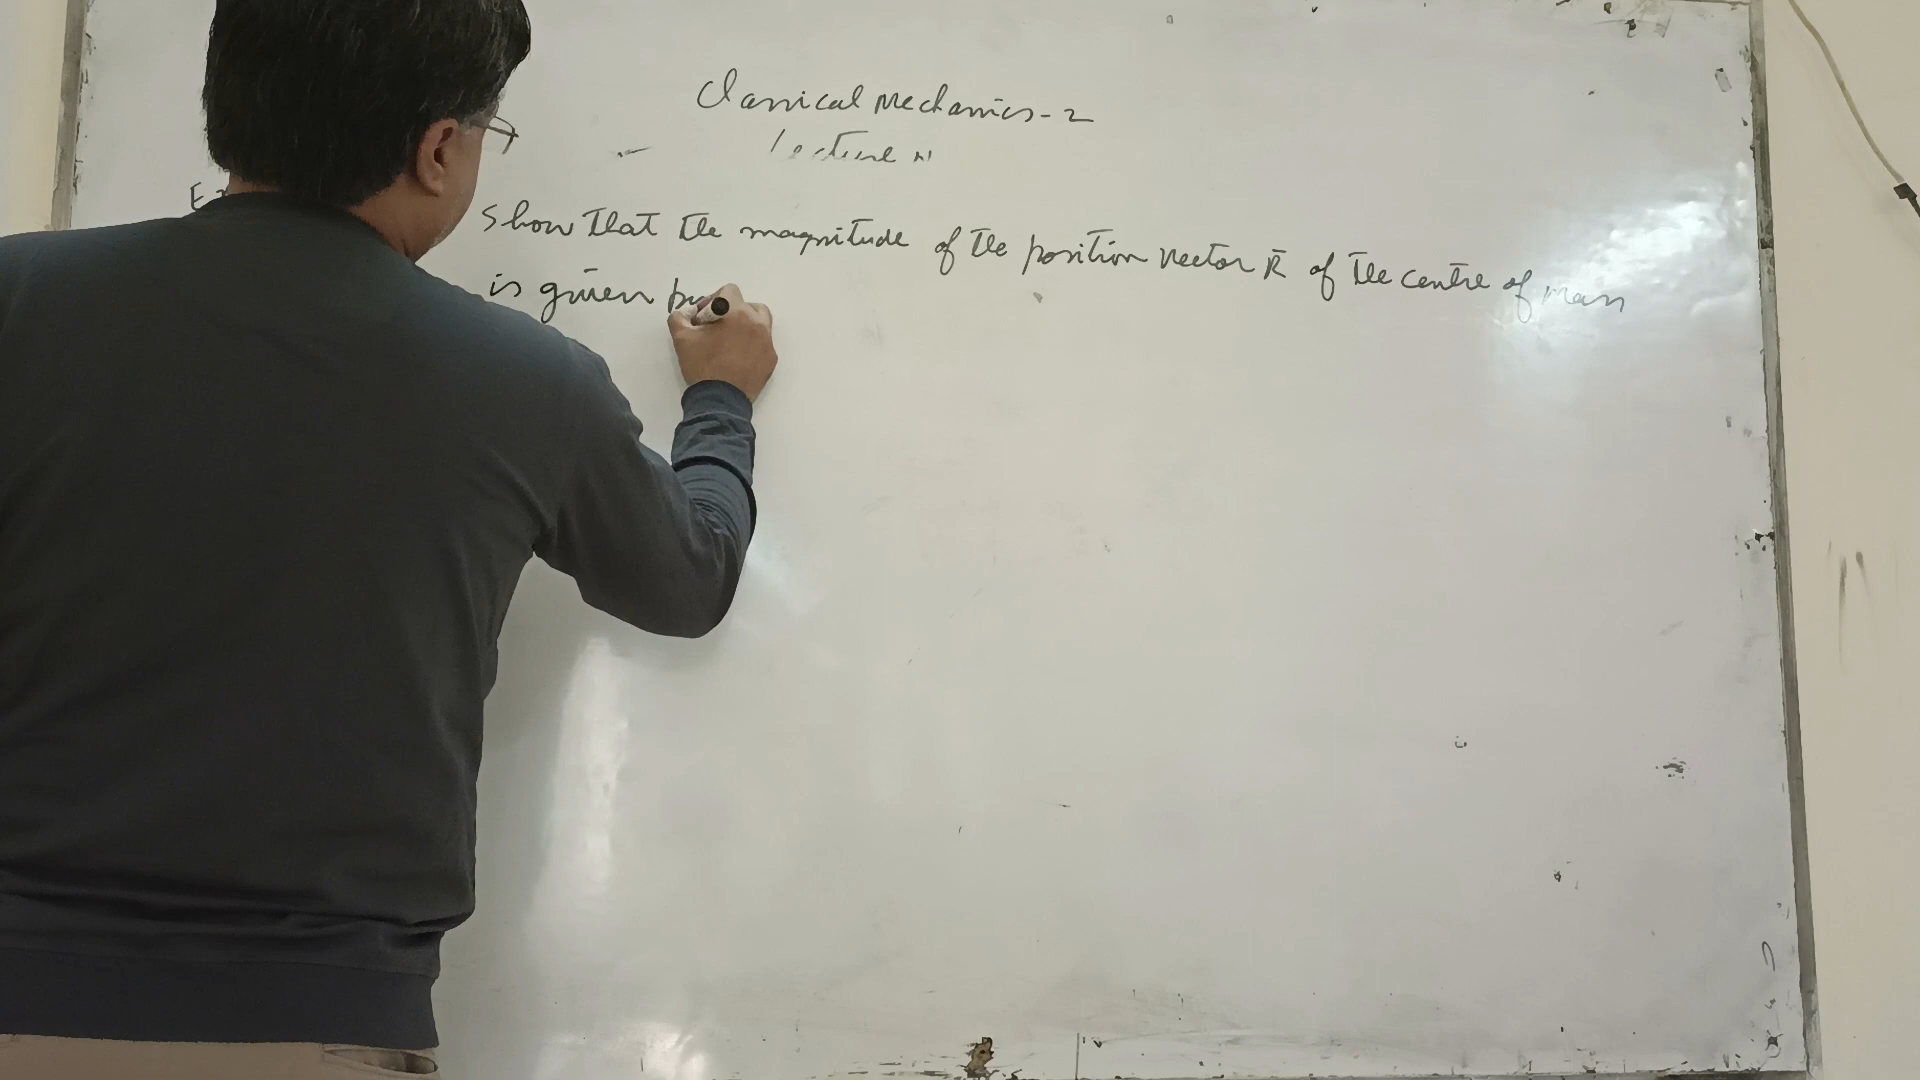 Classical Mechanics-2
Lecture
Show that the magnitude of the position vector R̄ of the centre of mass
is given by